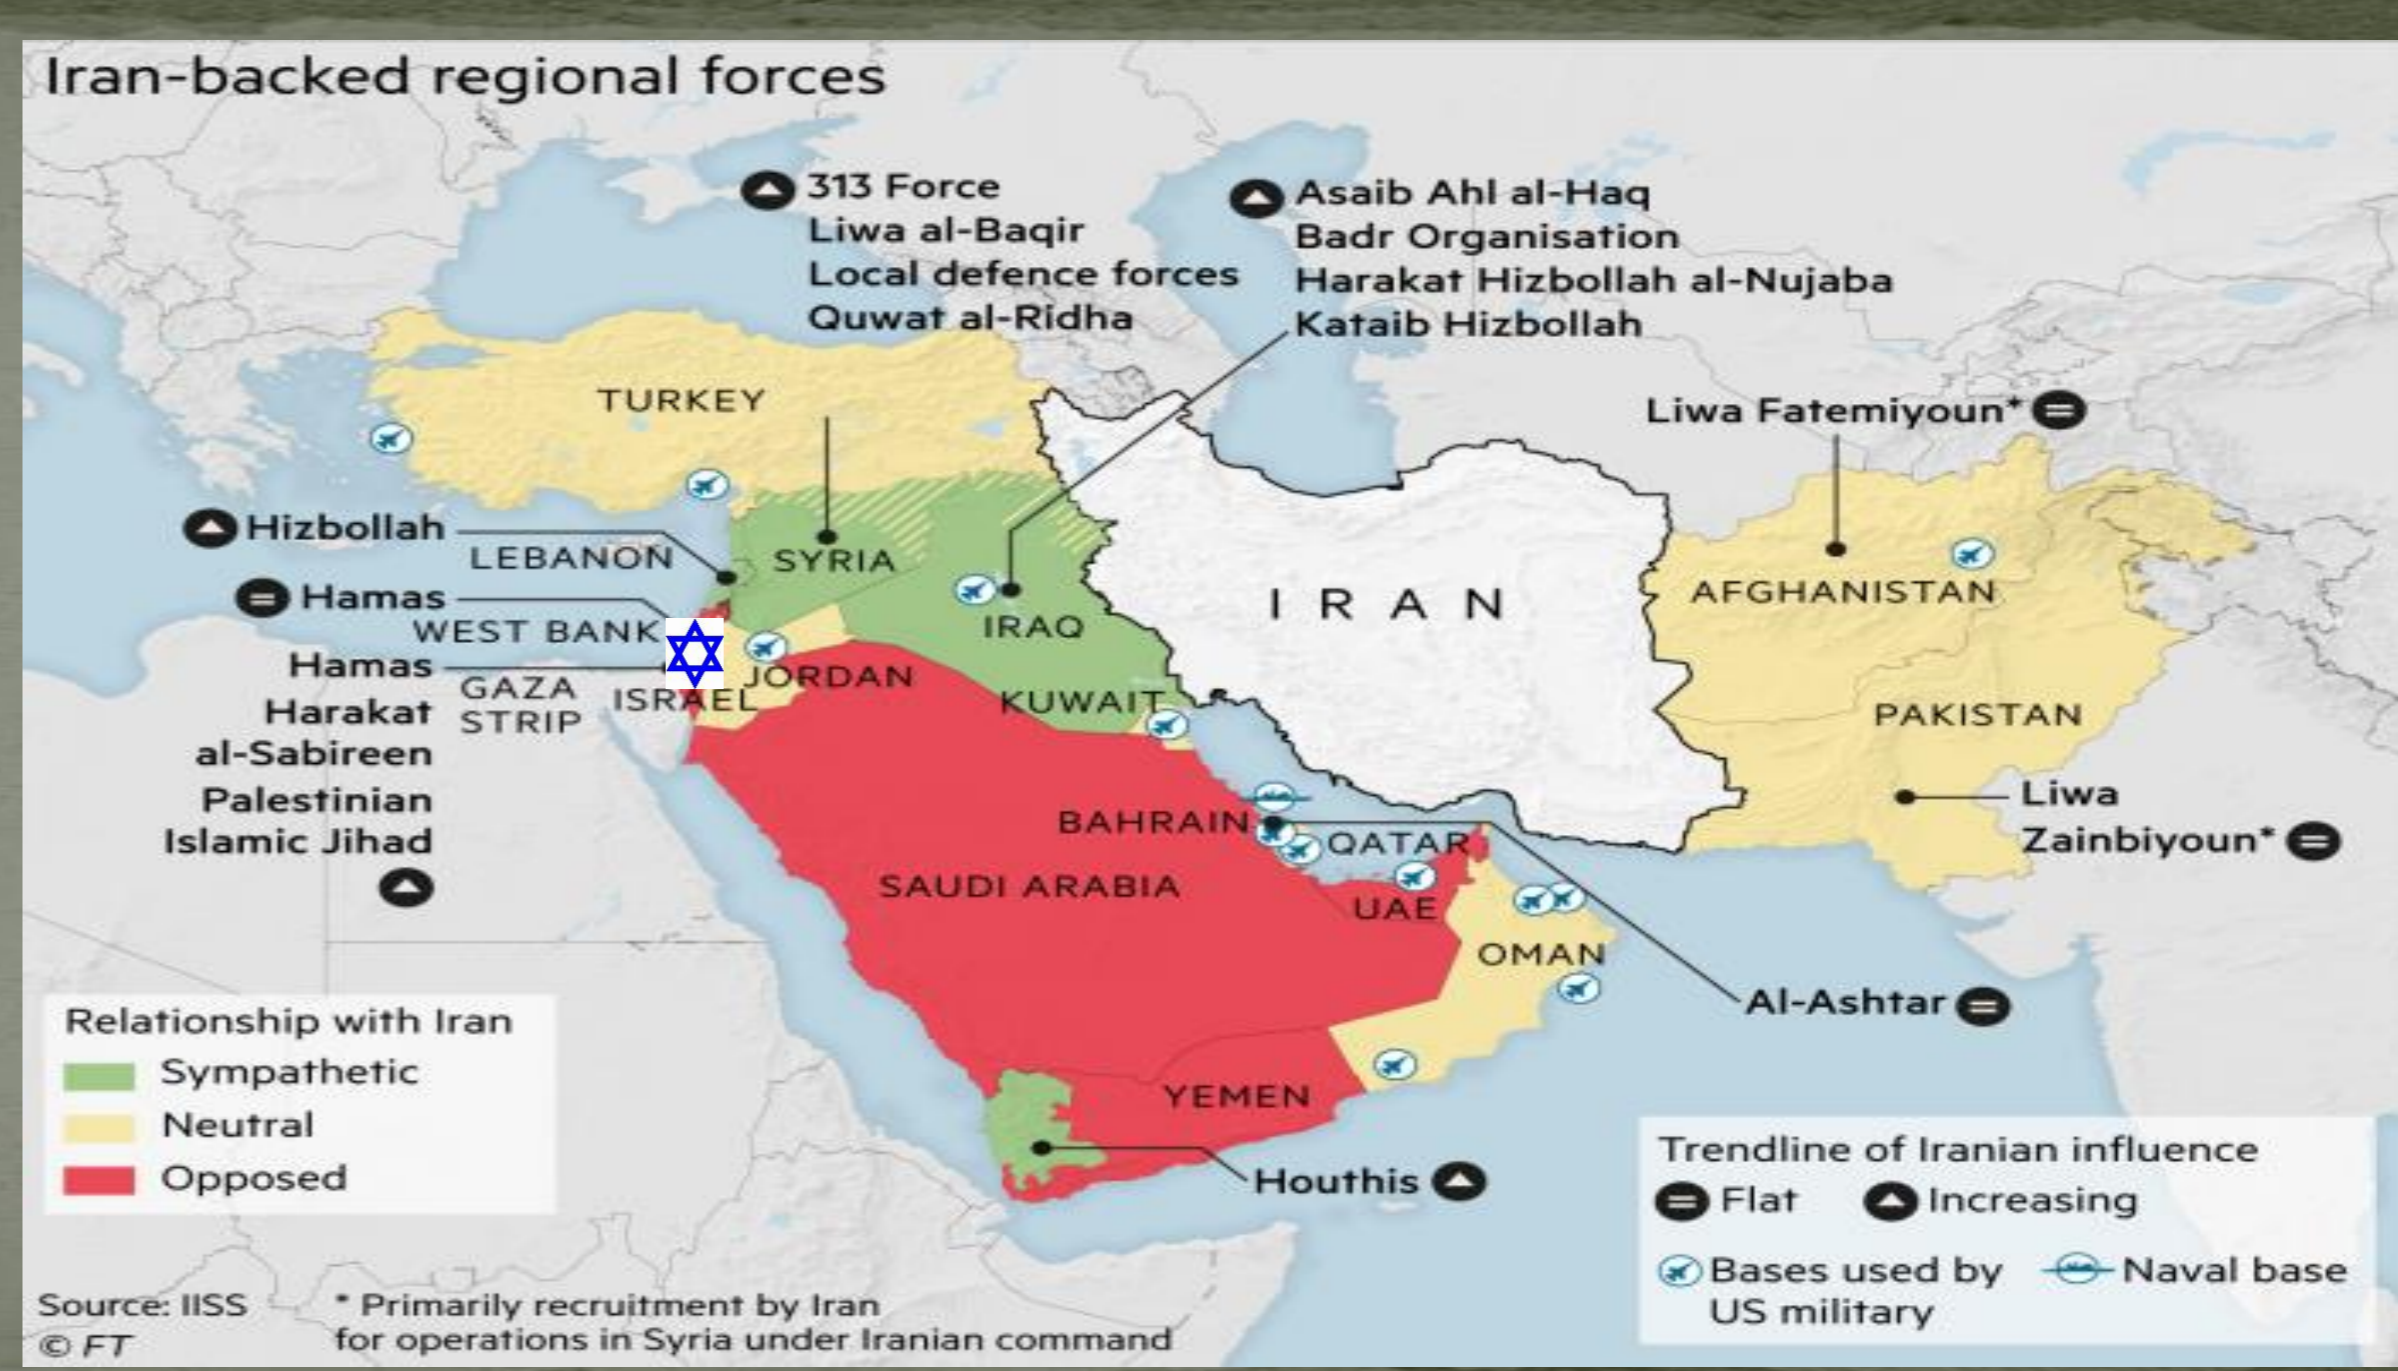 Iran-backed regional forces
313 Force
Liwa al-Baqir
Local defence forces
Quwat al-Ridha
Asaib Ahl al-Haq
Badr Organisation
Harakat Hizbollah al-Nujaba
Kataib Hizbollah
TURKEY
Liwa Fatemiyoun*
Hizbollah
LEBANON
SYRIA
Hamas
WEST BANK
IRAQ
IRAN
AFGHANISTAN
Hamas
Harakat
al-Sabireen
Palestinian
Islamic Jihad
GAZA
STRIP
ISRAEL
JORDAN
KUWAIT
PAKISTAN
Liwa
Zainbiyoun*
BAHRAIN
QATAR
SAUDI ARABIA
UAE
OMAN
Al-Ashtar
YEMEN
Houthis
Relationship with Iran
Sympathetic
Neutral
Opposed
Trendline of Iranian influence
Flat
Increasing
Bases used by
US military
Naval base
Source: IISS
© FT
* Primarily recruitment by Iran
for operations in Syria under Iranian command